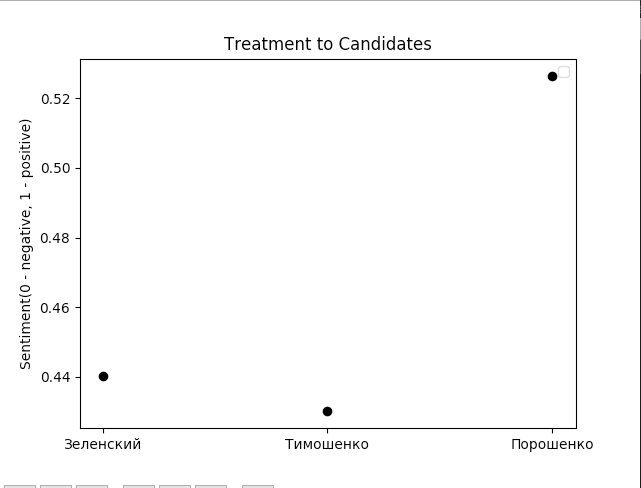 Treatment to Candidates
Sentiment(0 - negative, 1 - positive)
0.52
0.50
0.48
0.46
0.44
Зеленский Тимошенко Порошенко